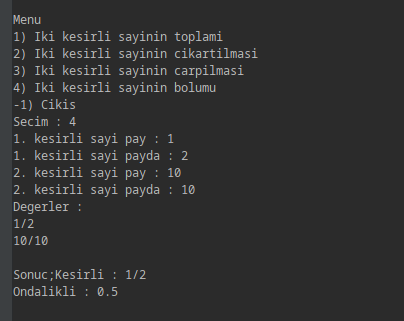 Menu
1) Iki kesirli sayinin toplami
2) Iki kesirli sayinin cikartilmasi
3) Iki kesirli sayinin carpilmasi
4) Iki kesirli sayinin bolumu
-1) Cikis
Secim : 4
1. kesirli sayi pay : 1
1. kesirli sayi payda : 2
2. kesirli sayi pay : 10
2. kesirli sayi payda : 10
Degerler :
1/2
10/10
Sonuc;Kesirli : 1/2
Ondalikli : 0.5